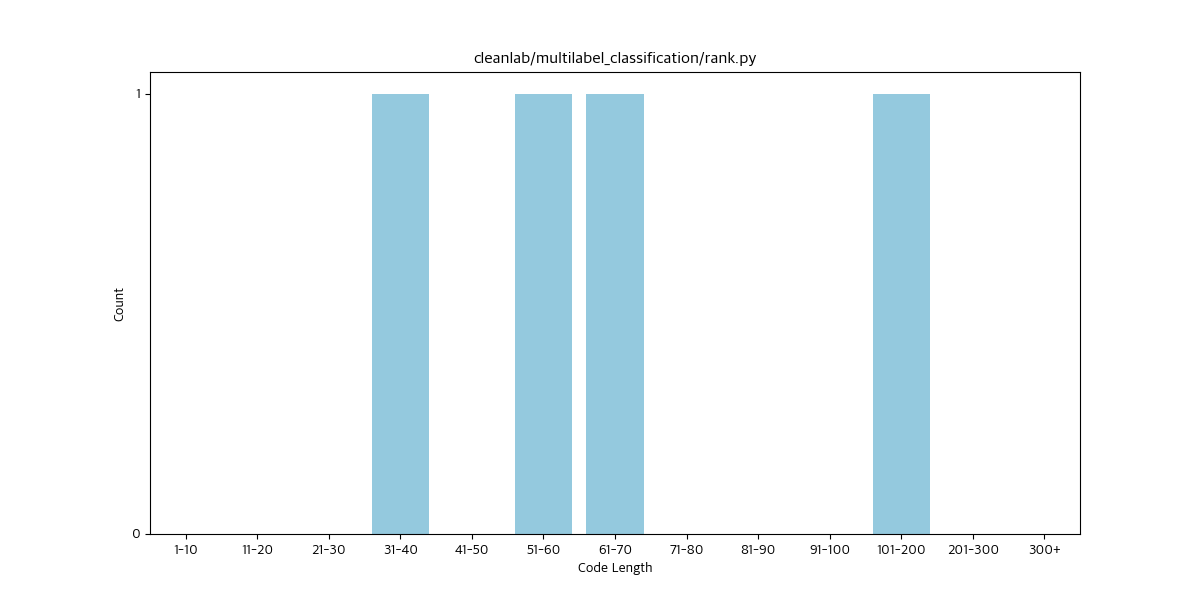 cleanlab/multilabel_classification/rank.py
1
Count
0
1-10 11-20 21-30 31-40 41-50 51-60 61-70 71-80 81-90 91-100 101-200 201-300 300+
Code Length